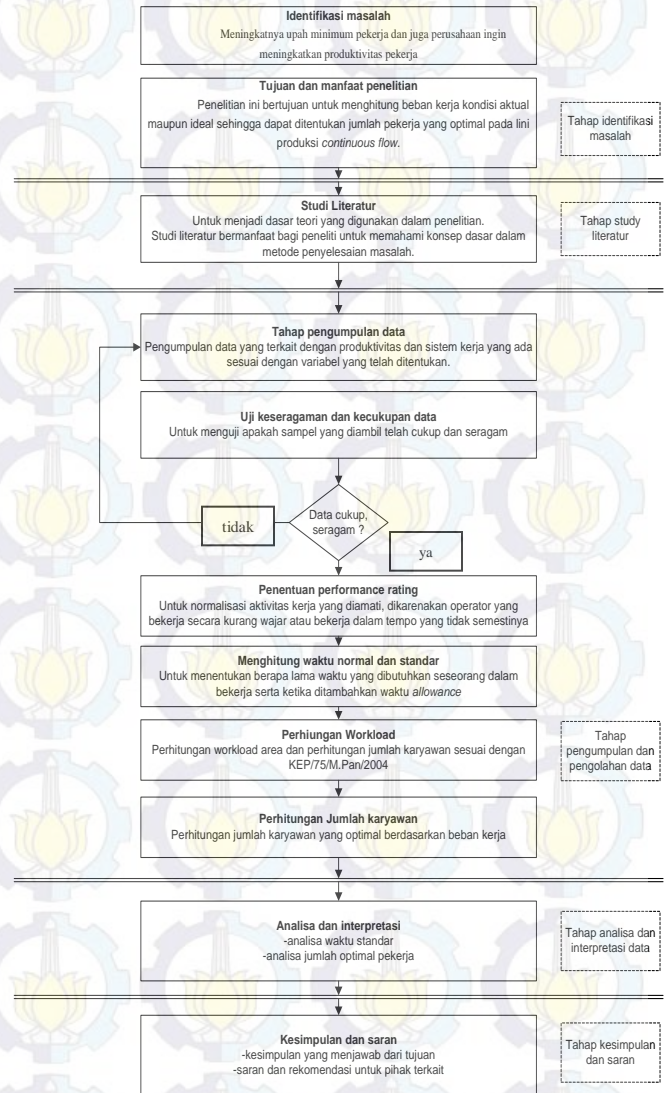 Identifikasi masalah
Meningkatnya upah minimum pekerja dan juga perusahaan ingin
meningkatkan produktivitas pekerja
Tujuan dan manfaat penelitian
Penelitian ini bertujuan untuk menghitung beban kerja kondisi aktual
maupun ideal sehingga dapat ditentukan jumlah pekerja yang optimal pada lini
produksi continuous flow.
Tahap identifikasi
masalah
Studi Literatur
Untuk menjadi dasar teori yang digunakan dalam penelitian.
Studi literatur bermanfaat bagi peneliti untuk memahami konsep dasar dalam
metode penyelesaian masalah.
Tahap study
literatur
Tahap pengumpulan data
Pengumpulan data yang terkait dengan produktivitas dan sistem kerja yang ada
sesuai dengan variabel yang telah ditentukan.
Uji keseragaman dan kecukupan data
Untuk menguji apakah sampel yang diambil telah cukup dan seragam
Data cukup,
seragam ?
tidak
ya
Penentuan performance rating
Untuk normalisasi aktivitas kerja yang diamati, dikarenakan operator yang
bekerja secara kurang wajar atau bekerja dalam tempo yang tidak semestinya
Menghitung waktu normal dan standar
Untuk menentukan berapa lama waktu yang dibutuhkan seseorang dalam
bekerja serta ketika ditambahkan waktu allowance
Perhiungan Workload
Perhitungan workload area dan perhitungan jumlah karyawan sesuai dengan
KEP/75/M.Pan/2004
Tahap
pengumpulan dan
pengolahan data
Perhitungan Jumlah karyawan
Perhitungan jumlah karyawan yang optimal berdasarkan beban kerja
Analisa dan interpretasi
-analisa waktu standar
-analisa jumlah optimal pekerja
Tahap analisa dan
interpretasi data
Kesimpulan dan saran
-kesimpulan yang menjawab dari tujuan
-saran dan rekomendasi untuk pihak terkait
Tahap kesimpulan
dan saran